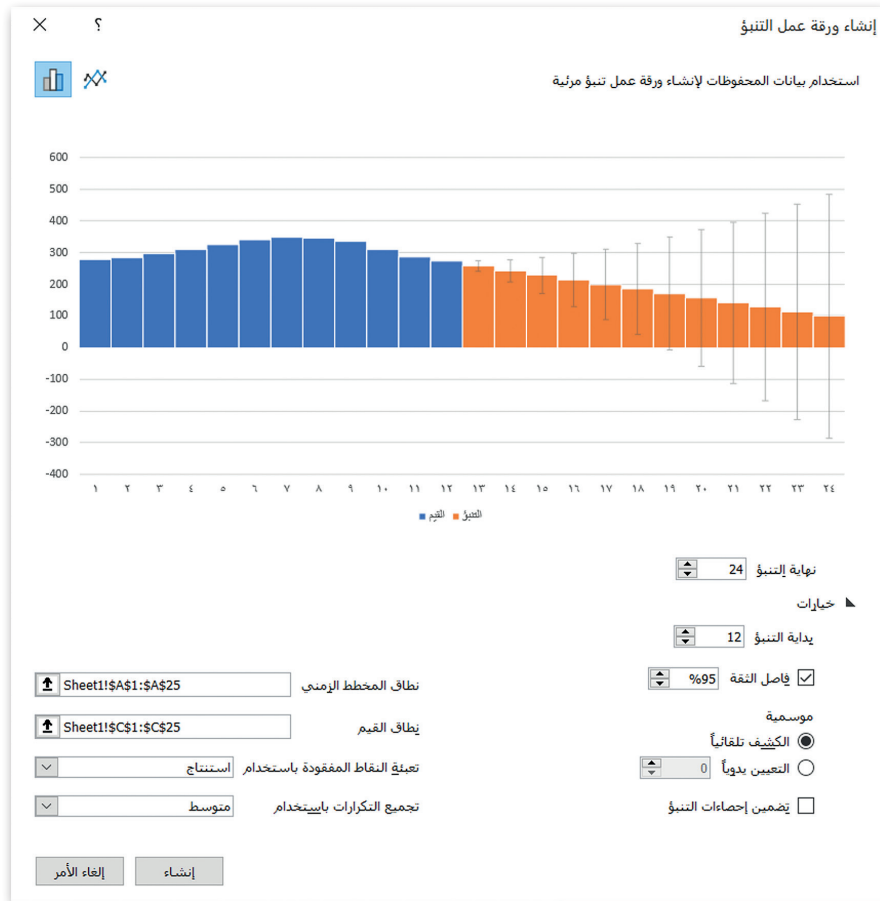 إنشاء ورقة عمل التنبؤ
؟
استخدام بيانات المحفوظات لإنشاء ورقة عمل تنبؤ مرئية
600
500
400
300
200
100
0
-100
-200
-300
-400
١ ٢ ٣ ٤ ٥ ٦ ٧ ٨ ٩ ١٠ ١١ ١٢ ١٣ ١٤ ١٥ ١٦ ١٧ ١٨ ١٩ ٢٠ ٢١ ٢٢ ٢٣ ٢٤
التنبؤ القيم
نهاية التنبؤ 24
خيارات
بداية التنبؤ 12
فاصل الثقة %95
موسمية
الكشف تلقائياً
التعيين يدوياً 0
تضمين إحصاءات التنبؤ
نطاق المخطط الزمني Sheet1!$A$1:$A$25
نطاق القيم Sheet1!$C$1:$C$25
تعبئة النقاط المفقودة باستخدام استنتاج
تجميع التكرارات باستخدام متوسط
إنشاء إلغاء الأمر